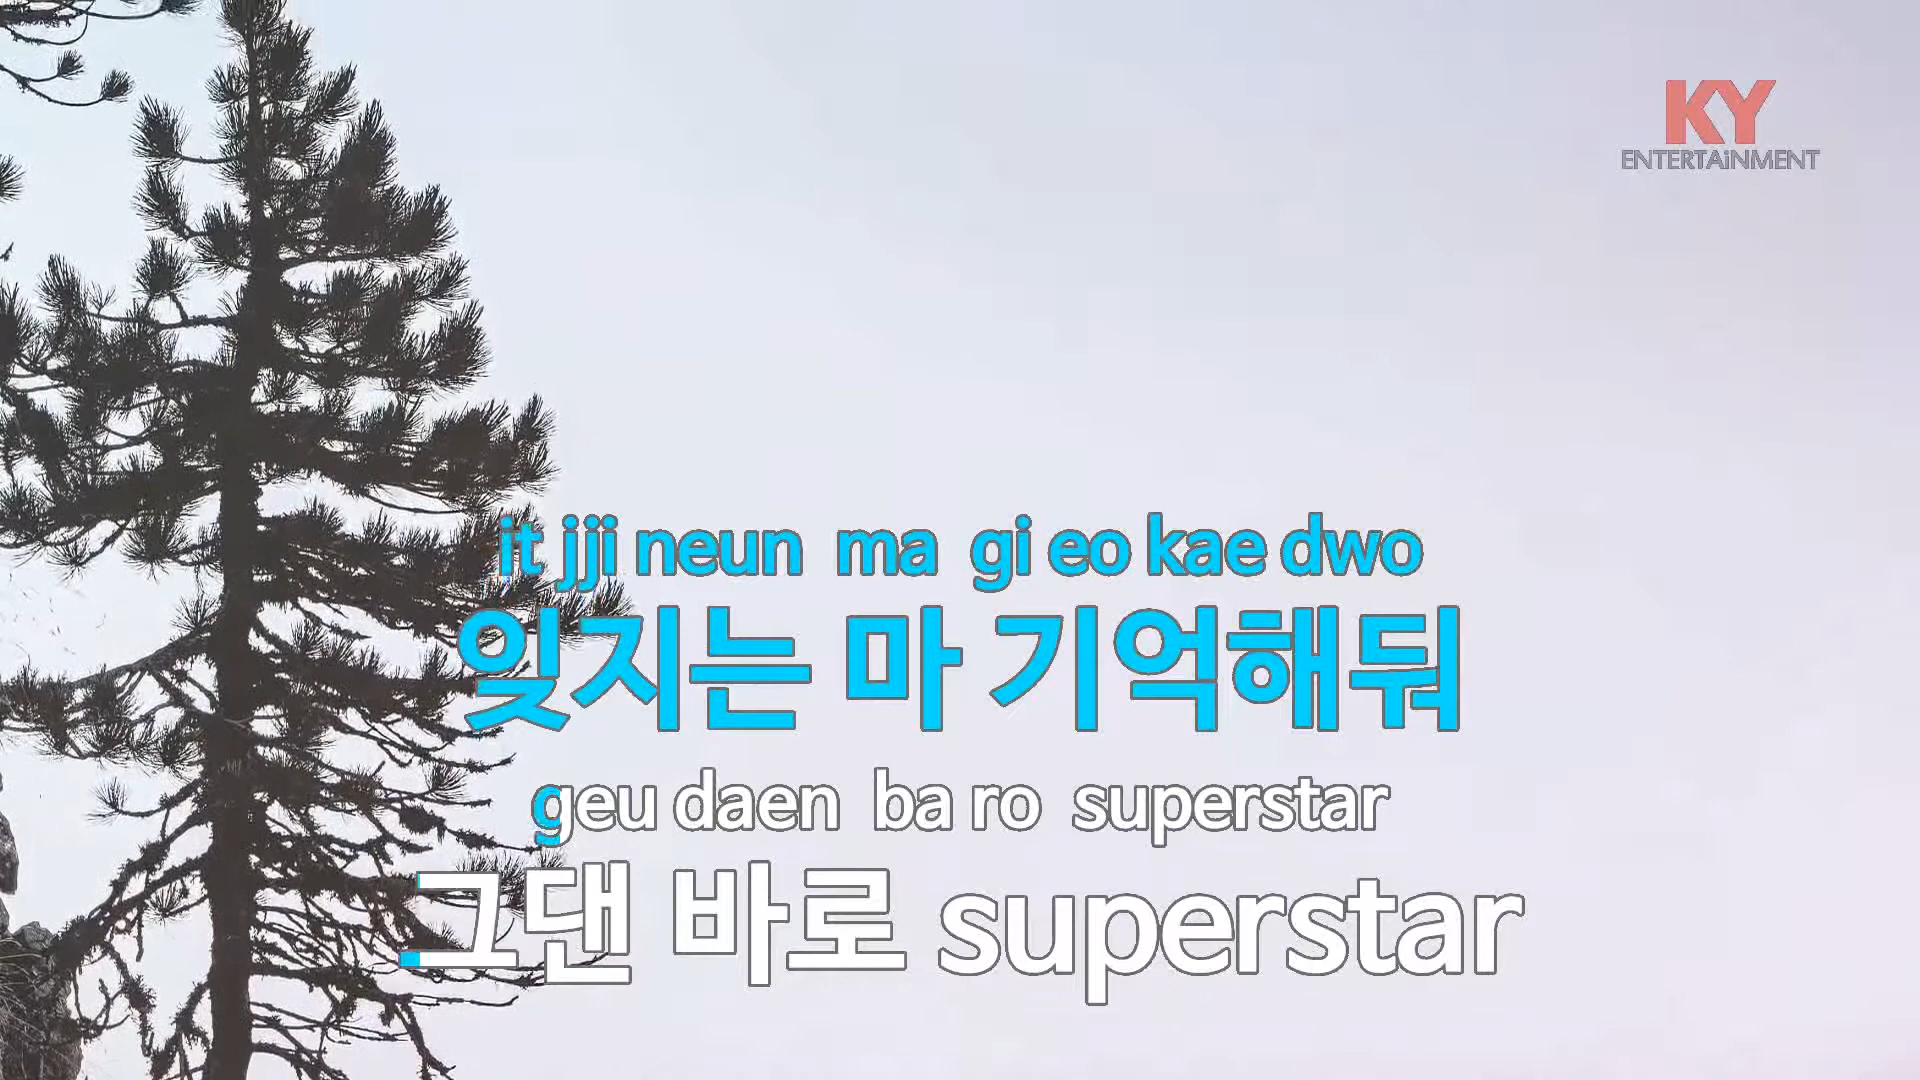 KY
ENTERTAiNMENT
it jji neun ma gi eo kae dwo
잊지는 마 기억해둬
geu daen ba ro superstar
그댄 바로 superstar